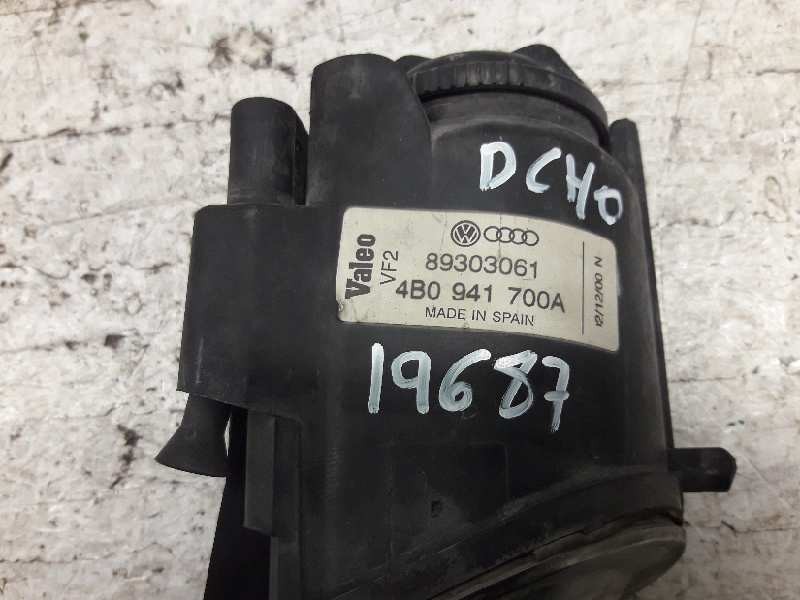 DCHO
Valeo
VF2
89303061
4B0 941 700A
MADE IN SPAIN
12/12/00 N
19687